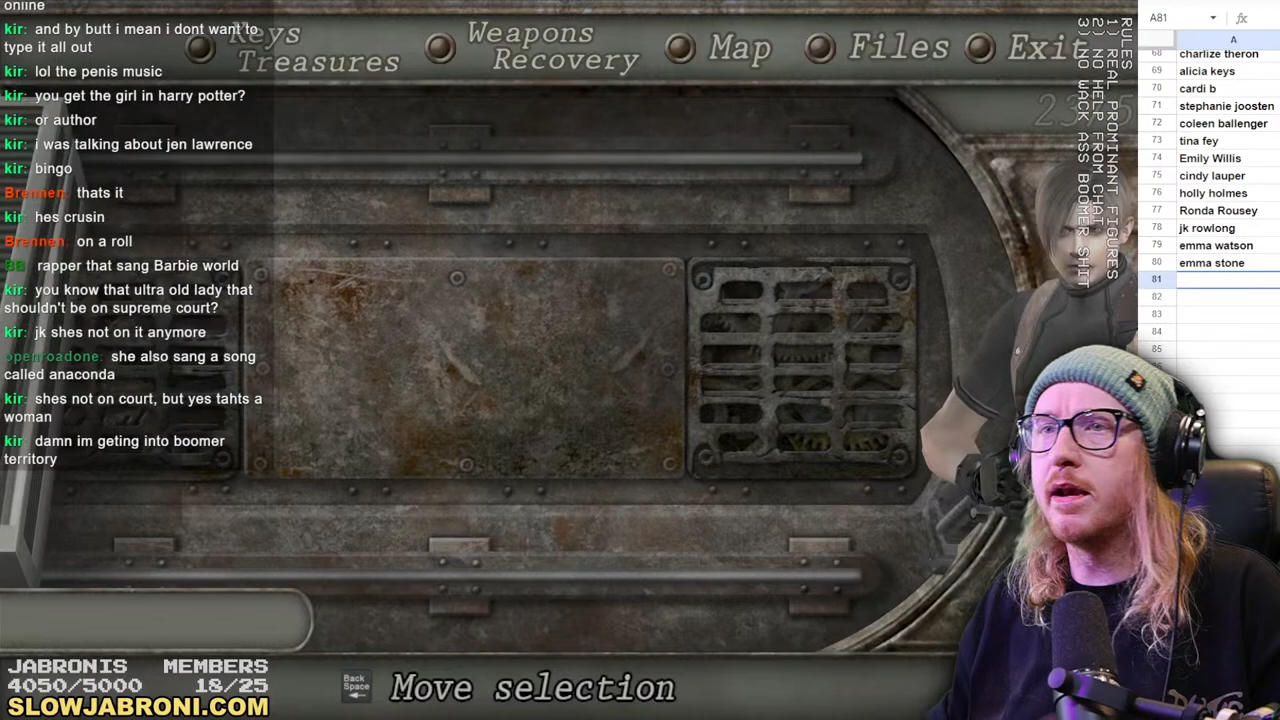 online
kir: and by butt i mean i dont want to
type it all out
kir: lol the penis music
kir: you get the girl in harry potter?
kir: or author
kir: i was talking about jen lawrence
kir: bingo
Brennen: thats it
kir: hes crusin
Brennen: on a roll
rapper that sang Barbie world
kir: you know that ultra old lady that
shouldn't be on supreme court?
kir: jk shes not on it anymore
openroadone: she also sang a song
called anaconda
kir: shes not on court, but yes tahts a
woman
kir: damn im geting into boomer
territory
Keys
Treasures
Weapons
Recovery
Map
Files
Exit
RULES
1) REAL PROMINANT FIGURES
2) NO HELP FROM CHAT
3) NO WACK ASS BOOMER SHIT
A81
fx
A
68 charlize theron
69 alicia keys
70 cardi b
71 stephanie joosten
72 coleen ballenger
73 tina fey
74 Emily Willis
75 cindy lauper
76 holly holmes
77 Ronda Rousey
78 jk rowlong
79 emma watson
80 emma stone
81
82
83
84
85
JABRONIS MEMBERS
4050/5000 18/25
SLOWJABRONI.COM
Back
Space
Move selection